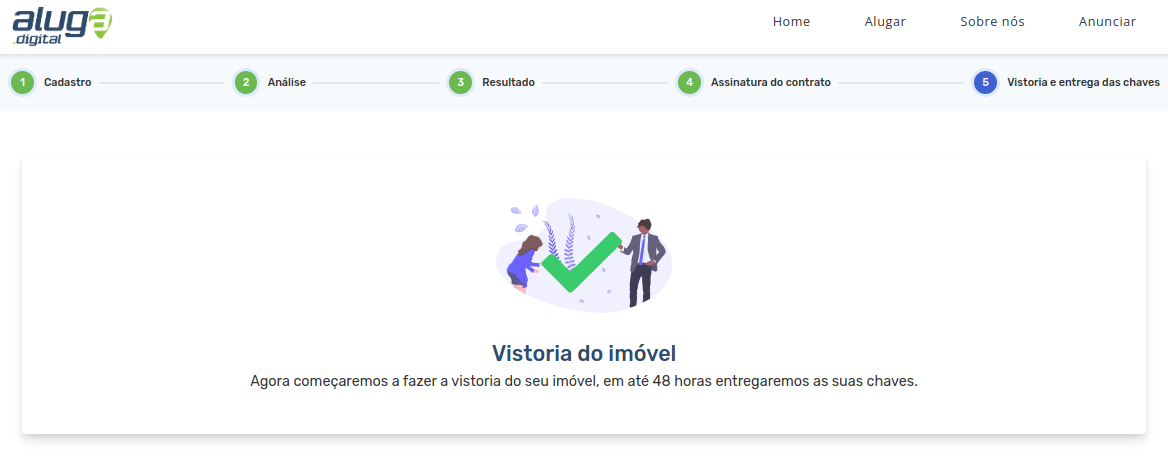 aluga
.digital
Home Alugar Sobre nós Anunciar
1 Cadastro 2 Análise 3 Resultado 4 Assinatura do contrato 5 Vistoria e entrega das chaves
Vistoria do imóvel
Agora começaremos a fazer a vistoria do seu imóvel, em até 48 horas entregaremos as suas chaves.